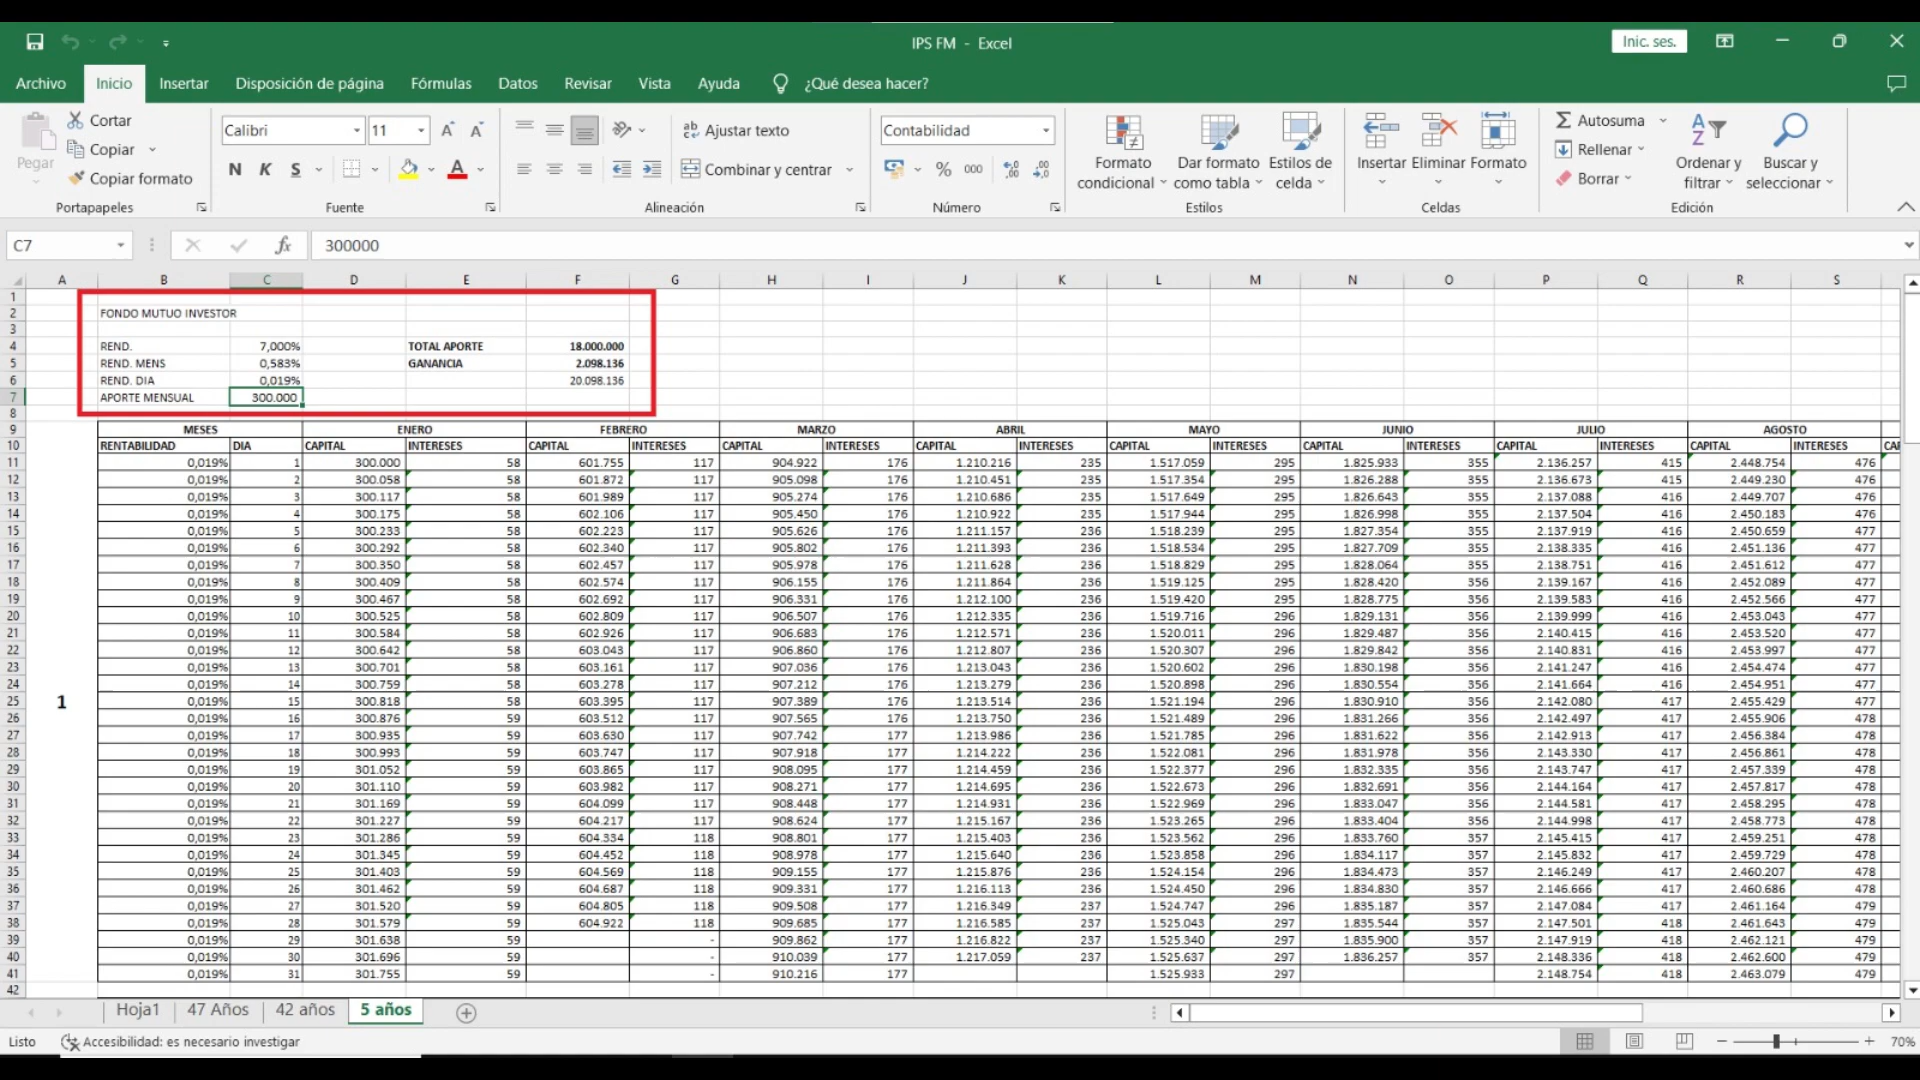 IPS FM - Excel
Inic. ses.
Archivo Inicio Insertar Disposición de página Fórmulas Datos Revisar Vista Ayuda ¿Qué desea hacer?
Pegar Cortar Copiar Copiar formato
Calibri 11 N K S
Ajustar texto Combinar y centrar
Contabilidad % 000
Formato condicional Dar formato como tabla Estilos de celda
Insertar Eliminar Formato
Autosuma Rellenar Borrar Ordenar y filtrar Buscar y seleccionar
Portapapeles Fuente Alineación Número Estilos Celdas Edición
C7 fx 300000
A B C D E F G H I J K L M N O P Q R S
1
2 FONDO MUTUO INVESTOR
3
4 REND. 7,000% TOTAL APORTE 18.000.000
5 REND. MENS 0,583% GANANCIA 2.098.136
6 REND. DIA 0,019% 20.098.136
7 APORTE MENSUAL 300.000
8
9 MESES ENERO FEBRERO MARZO ABRIL MAYO JUNIO JULIO AGOSTO
10 RENTABILIDAD DIA CAPITAL INTERESES CAPITAL INTERESES CAPITAL INTERESES CAPITAL INTERESES CAPITAL INTERESES CAPITAL INTERESES CAPITAL INTERESES CAPITAL INTERESES CAP
11 0,019% 1 300.000 58 601.755 117 904.922 176 1.210.216 235 1.517.059 295 1.825.933 355 2.136.257 415 2.448.754 476
12 0,019% 2 300.058 58 601.872 117 905.098 176 1.210.451 235 1.517.354 295 1.826.288 355 2.136.673 415 2.449.230 476
13 0,019% 3 300.117 58 601.989 117 905.274 176 1.210.686 235 1.517.649 295 1.826.643 355 2.137.088 416 2.449.707 476
14 0,019% 4 300.175 58 602.106 117 905.450 176 1.210.922 235 1.517.944 295 1.826.998 355 2.137.504 416 2.450.183 476
15 0,019% 5 300.233 58 602.223 117 905.626 176 1.211.157 236 1.518.239 295 1.827.354 355 2.137.919 416 2.450.659 477
16 0,019% 6 300.292 58 602.340 117 905.802 176 1.211.393 236 1.518.534 295 1.827.709 355 2.138.335 416 2.451.136 477
17 0,019% 7 300.350 58 602.457 117 905.978 176 1.211.628 236 1.518.829 295 1.828.064 355 2.138.751 416 2.451.612 477
18 0,019% 8 300.409 58 602.574 117 906.155 176 1.211.864 236 1.519.125 295 1.828.420 356 2.139.167 416 2.452.089 477
19 0,019% 9 300.467 58 602.692 117 906.331 176 1.212.100 236 1.519.420 295 1.828.775 356 2.139.583 416 2.452.566 477
20 0,019% 10 300.525 58 602.809 117 906.507 176 1.212.335 236 1.519.716 295 1.829.131 356 2.139.999 416 2.453.043 477
21 0,019% 11 300.584 58 602.926 117 906.683 176 1.212.571 236 1.520.011 296 1.829.487 356 2.140.415 416 2.453.520 477
22 0,019% 12 300.642 58 603.043 117 906.860 176 1.212.807 236 1.520.307 296 1.829.842 356 2.140.831 416 2.453.997 477
23 0,019% 13 300.701 58 603.161 117 907.036 176 1.213.043 236 1.520.602 296 1.830.198 356 2.141.247 416 2.454.474 477
24 0,019% 14 300.759 58 603.278 117 907.212 176 1.213.279 236 1.520.898 296 1.830.554 356 2.141.664 416 2.454.951 477
25 1 0,019% 15 300.818 58 603.395 117 907.389 176 1.213.514 236 1.521.194 296 1.830.910 356 2.142.080 417 2.455.429 477
26 0,019% 16 300.876 59 603.512 117 907.565 176 1.213.750 236 1.521.489 296 1.831.266 356 2.142.497 417 2.455.906 478
27 0,019% 17 300.935 59 603.630 117 907.742 177 1.213.986 236 1.521.785 296 1.831.622 356 2.142.913 417 2.456.384 478
28 0,019% 18 300.993 59 603.747 117 907.918 177 1.214.222 236 1.522.081 296 1.831.978 356 2.143.330 417 2.456.861 478
29 0,019% 19 301.052 59 603.865 117 908.095 177 1.214.459 236 1.522.377 296 1.832.335 356 2.143.747 417 2.457.339 478
30 0,019% 20 301.110 59 603.982 117 908.271 177 1.214.695 236 1.522.673 296 1.832.691 356 2.144.164 417 2.457.817 478
31 0,019% 21 301.169 59 604.099 117 908.448 177 1.214.931 236 1.522.969 296 1.833.047 356 2.144.581 417 2.458.295 478
32 0,019% 22 301.227 59 604.217 117 908.624 177 1.215.167 236 1.523.265 296 1.833.404 356 2.144.998 417 2.458.773 478
33 0,019% 23 301.286 59 604.334 118 908.801 177 1.215.403 236 1.523.562 296 1.833.760 357 2.145.415 417 2.459.251 478
34 0,019% 24 301.345 59 604.452 118 908.978 177 1.215.640 236 1.523.858 296 1.834.117 357 2.145.832 417 2.459.729 478
35 0,019% 25 301.403 59 604.569 118 909.155 177 1.215.876 236 1.524.154 296 1.834.473 357 2.146.249 417 2.460.207 478
36 0,019% 26 301.462 59 604.687 118 909.331 177 1.216.113 236 1.524.450 296 1.834.830 357 2.146.666 417 2.460.686 478
37 0,019% 27 301.520 59 604.805 118 909.508 177 1.216.349 237 1.524.747 296 1.835.187 357 2.147.084 417 2.461.164 479
38 0,019% 28 301.579 59 604.922 118 909.685 177 1.216.585 237 1.525.043 297 1.835.544 357 2.147.501 418 2.461.643 479
39 0,019% 29 301.638 59 - 909.862 177 1.216.822 237 1.525.340 297 1.835.900 357 2.147.919 418 2.462.121 479
40 0,019% 30 301.696 59 - 910.039 177 1.217.059 237 1.525.637 297 1.836.257 357 2.148.336 418 2.462.600 479
41 0,019% 31 301.755 59 - 910.216 177 1.525.933 297 2.148.754 418 2.463.079 479
42
Hoja1 47 Años 42 años 5 años
Listo Accesibilidad: es necesario investigar 70%